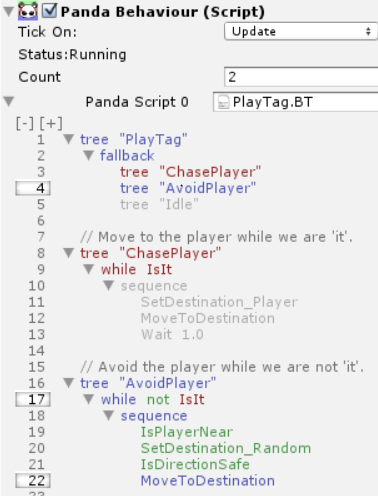 Panda Behaviour (Script)
Tick On: Update
Status:Running
Count 2
Panda Script 0 PlayTag.BT
[-] [+]
1 tree "PlayTag"
2 fallback
3 tree "ChasePlayer"
4 tree "AvoidPlayer"
5 tree "Idle"
6
7 // Move to the player while we are 'it'.
8 tree "ChasePlayer"
9 while IsIt
10 sequence
11 SetDestination_Player
12 MoveToDestination
13 Wait 1.0
14
15 // Avoid the player while we are not 'it'.
16 tree "AvoidPlayer"
17 while not IsIt
18 sequence
19 IsPlayerNear
20 SetDestination_Random
21 IsDirectionSafe
22 MoveToDestination